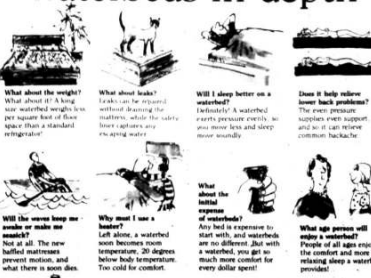 waterbeds in depth
What about the weight?
What about it? A king
size waterbed weighs less
per square foot of floor
space than a standard
refrigerator!
What about leaks?
Leaks can be repaired
without draining the
mattress, while the safety
liner captures any
escaping water.
Will I sleep better on a
waterbed?
Definitely! A waterbed
exerts pressure evenly, so
you move less and sleep
more soundly.
Does it help relieve
lower back problems?
The even pressure
supplies even support,
and so it can relieve
common backache.
Will the waves keep me
awake or make me
seasick?
Not at all. The new
baffled mattresses
prevent motion, and
what there is soon dies.
Why must I use a
heater?
Left alone, a waterbed
soon becomes room
temperature, 20 degrees
below body temperature.
Too cold for comfort.
What
about the
initial
expense
of waterbeds?
Any bed is expensive to
start with, and waterbeds
are no different. But with
a waterbed, you get so
much more comfort for
every dollar spent!
What age person will
enjoy a waterbed?
People of all ages enjoy
the comfort and more
relaxing sleep a waterbed
provides!